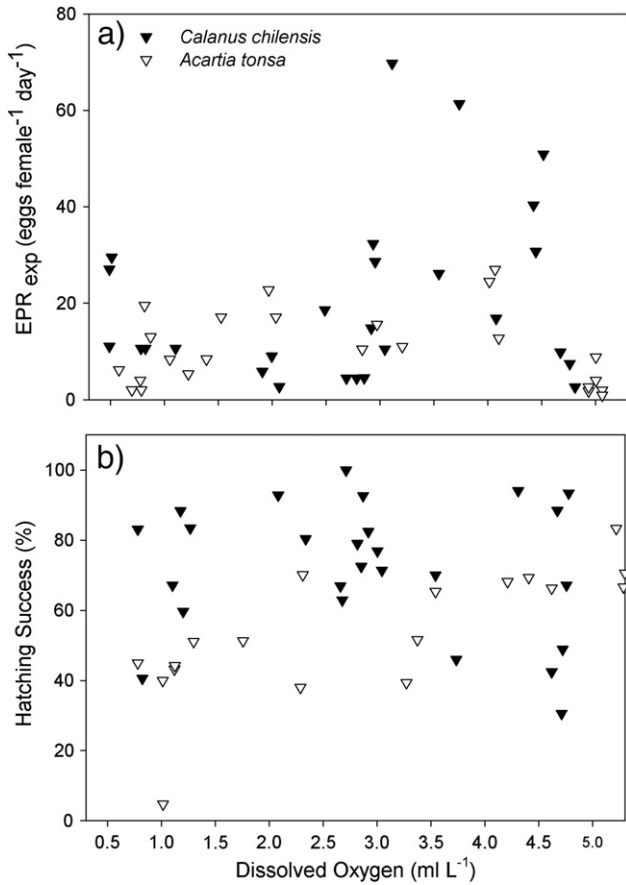 a)
Calanus chilensis
Acartia tonsa
80
60
40
20
0
EPR exp (eggs female-1 day-1)
b)
100
80
60
40
20
0
Hatching Success (%)
0.5 1.0 1.5 2.0 2.5 3.0 3.5 4.0 4.5 5.0
Dissolved Oxygen (ml L-1)